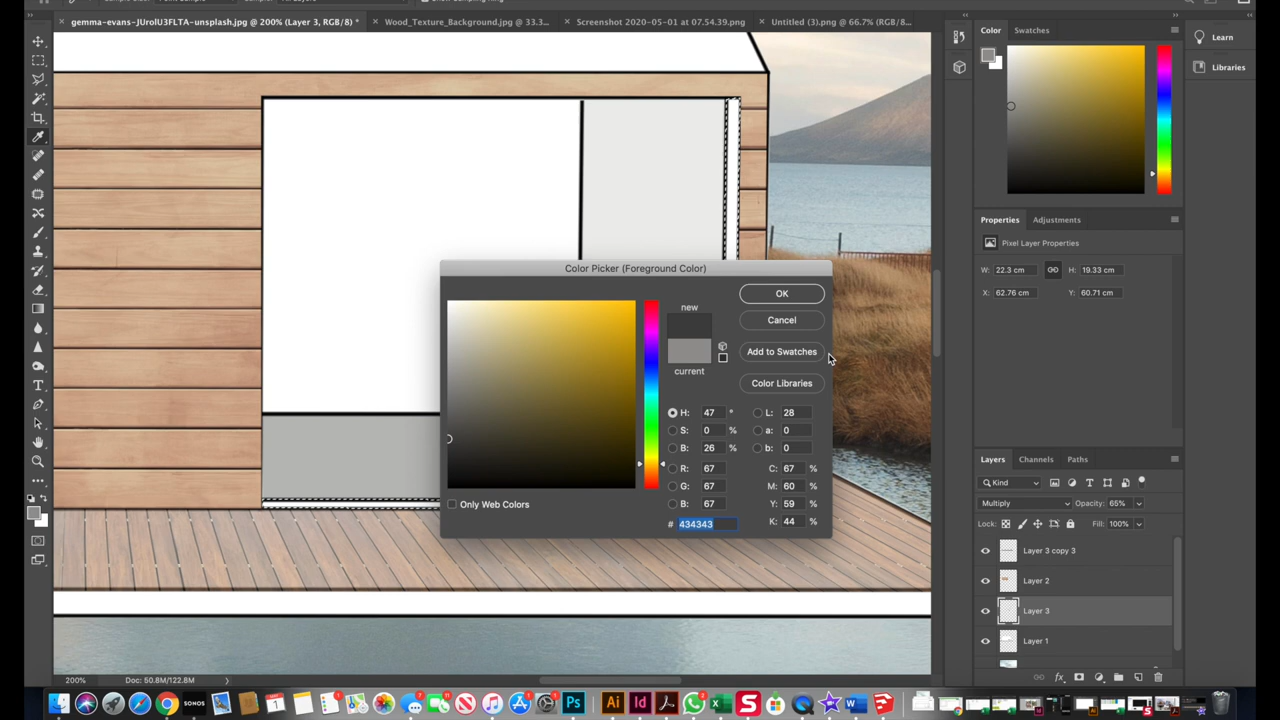 gemma-evans-JUrolU3FLTA-unsplash.jpg @ 200% (Layer 3, RGB/8) *
Wood_Texture_Background.jpg @ 33.3...
Screenshot 2020-05-01 at 07.54.39.png
Untitled (3).png @ 66.7% (RGB/8...
Color Swatches
Learn
Libraries
Properties Adjustments
Pixel Layer Properties
W: 22.3 cm H: 19.33 cm
X: 62.76 cm Y: 60.71 cm
Color Picker (Foreground Color)
new
current
OK
Cancel
Add to Swatches
Color Libraries
H: 47 ° L: 28
S: 0 % a: 0
B: 26 % b: 0
R: 67 C: 67 %
G: 67 M: 60 %
B: 67 Y: 59 %
# 434343 K: 44 %
Only Web Colors
Layers Channels Paths
Kind
Multiply Opacity: 65%
Lock: Fill: 100%
Layer 3 copy 3
Layer 2
Layer 3
Layer 1
200% Doc: 50.8M/122.8M
SONOS
Ps
Ai
Id
X
S
W